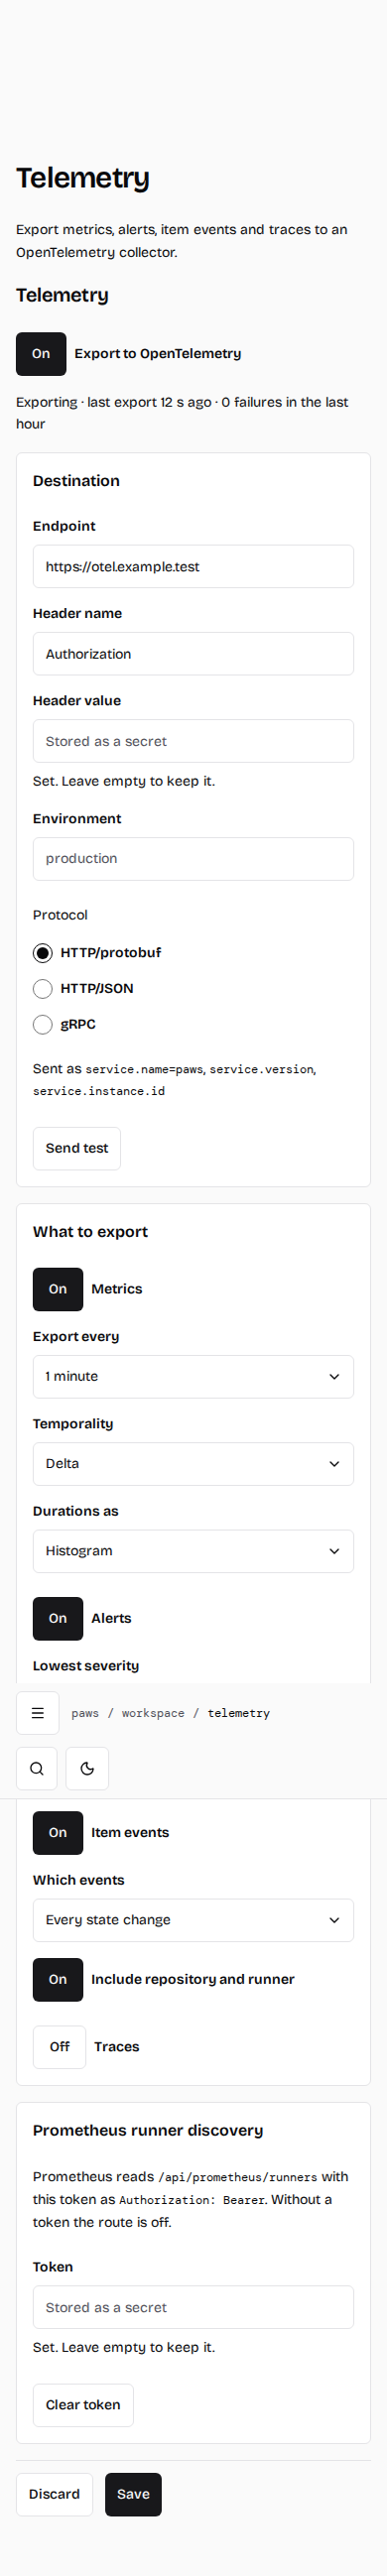 Telemetry
Export metrics, alerts, item events and traces to an
OpenTelemetry collector.
Telemetry
On Export to OpenTelemetry
Exporting · last export 12 s ago · 0 failures in the last
hour
Destination
Endpoint
https://otel.example.test
Header name
Authorization
Header value
Stored as a secret
Set. Leave empty to keep it.
Environment
production
Protocol
HTTP/protobuf
HTTP/JSON
gRPC
Sent as service.name=paws, service.version,
service.instance.id
Send test
What to export
On Metrics
Export every
1 minute
Temporality
Delta
Durations as
Histogram
On Alerts
Lowest severity
paws / workspace / telemetry
On Item events
Which events
Every state change
On Include repository and runner
Off Traces
Prometheus runner discovery
Prometheus reads /api/prometheus/runners with
this token as Authorization: Bearer. Without a
token the route is off.
Token
Stored as a secret
Set. Leave empty to keep it.
Clear token
Discard Save